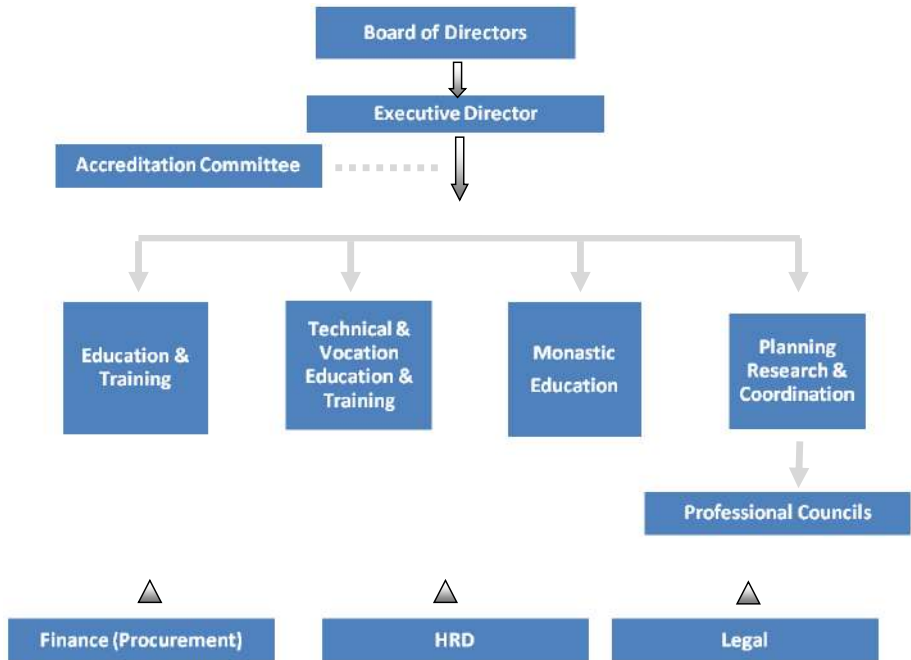 Board of Directors
Executive Director
Accreditation Committee
Education &
Training
Technical &
Vocation
Education &
Training
Monastic
Education
Planning
Research &
Coordination
Professional Councils
Finance (Procurement)
HRD
Legal